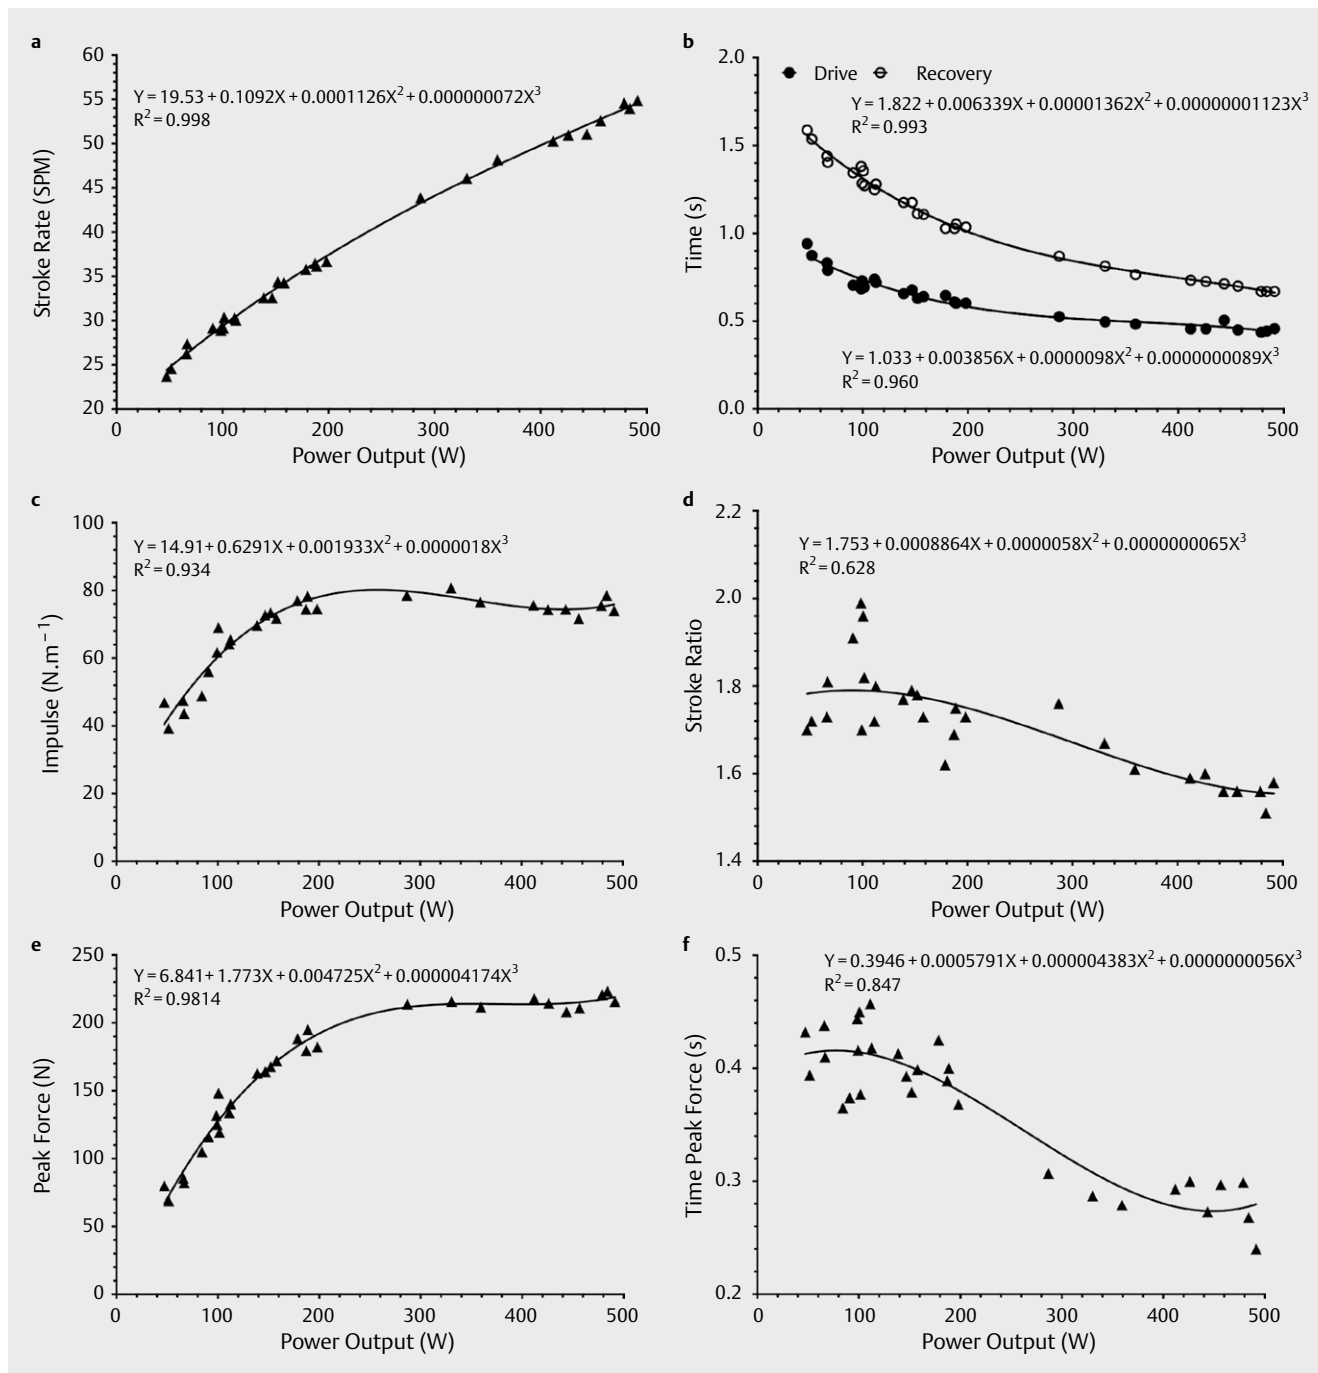 a
60
55
50
45
40
35
30
25
20
Stroke Rate (SPM)
Y = 19.53 + 0.1092X + 0.0001126X² + 0.000000072X³
R² = 0.998
0 100 200 300 400 500
Power Output (W)
b
2.0
1.5
1.0
0.5
0.0
Time (s)
Drive Recovery
Y = 1.822 + 0.006339X + 0.00001362X² + 0.00000001123X³
R² = 0.993
Y = 1.033 + 0.003856X + 0.0000098X² + 0.0000000089X³
R² = 0.960
0 100 200 300 400 500
Power Output (W)
c
100
80
60
40
20
0
Impulse (N.m⁻¹)
Y = 14.91 + 0.6291X + 0.001933X² + 0.0000018X³
R² = 0.934
0 100 200 300 400 500
Power Output (W)
d
2.2
2.0
1.8
1.6
1.4
Stroke Ratio
Y = 1.753 + 0.0008864X + 0.0000058X² + 0.0000000065X³
R² = 0.628
0 100 200 300 400 500
Power Output (W)
e
250
200
150
100
50
0
Peak Force (N)
Y = 6.841 + 1.773X + 0.004725X² + 0.000004174X³
R² = 0.9814
0 100 200 300 400 500
Power Output (W)
f
0.5
0.4
0.3
0.2
Time Peak Force (s)
Y = 0.3946 + 0.0005791X + 0.000004383X² + 0.0000000056X³
R² = 0.847
0 100 200 300 400 500
Power Output (W)